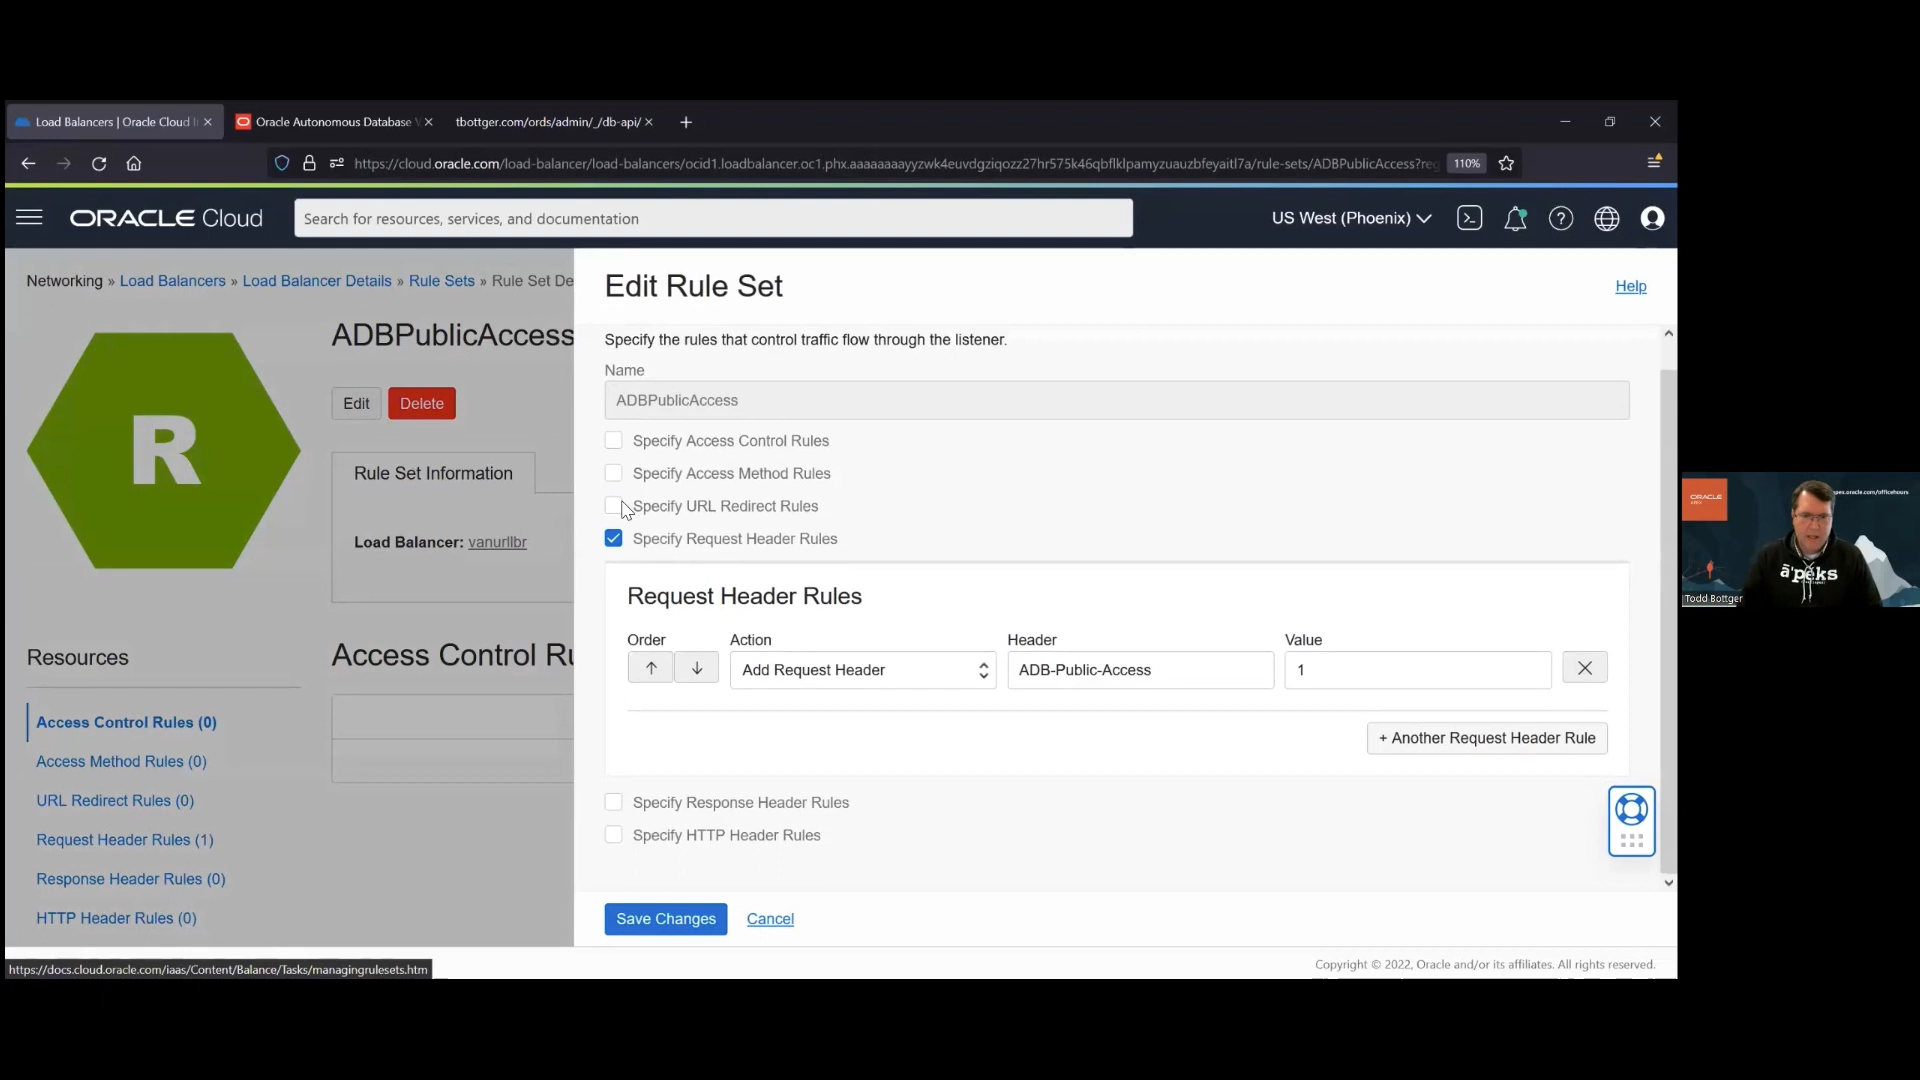 Load Balancers | Oracle Cloud I
Oracle Autonomous Database
tbottger.com/ords/admin/_/db-api/
https://cloud.oracle.com/load-balancer/load-balancers/ocid1.loadbalancer.oc1.phx.aaaaaaaayyzwk4euvdgziqozz27hr575k46qbflklpamyzuauzbfeyaitl7a/rule-sets/ADBPublicAccess?reg
110%
ORACLE Cloud
Search for resources, services, and documentation
US West (Phoenix)
Networking » Load Balancers » Load Balancer Details » Rule Sets » Rule Set De
R
ADBPublicAccess
Edit
Delete
Rule Set Information
Load Balancer: vanurllbr
Resources
Access Control Ru
Access Control Rules (0)
Access Method Rules (0)
URL Redirect Rules (0)
Request Header Rules (1)
Response Header Rules (0)
HTTP Header Rules (0)
Edit Rule Set
Help
Specify the rules that control traffic flow through the listener.
Name
ADBPublicAccess
Specify Access Control Rules
Specify Access Method Rules
Specify URL Redirect Rules
Specify Request Header Rules
Request Header Rules
Order Action Header Value
Add Request Header ADB-Public-Access 1
+ Another Request Header Rule
Specify Response Header Rules
Specify HTTP Header Rules
Save Changes
Cancel
https://docs.cloud.oracle.com/iaas/Content/Balance/Tasks/managingrulesets.htm
Copyright © 2022, Oracle and/or its affiliates. All rights reserved.
ORACLE
apex.oracle.com/officehours
ā'pěks
Todd Bottger